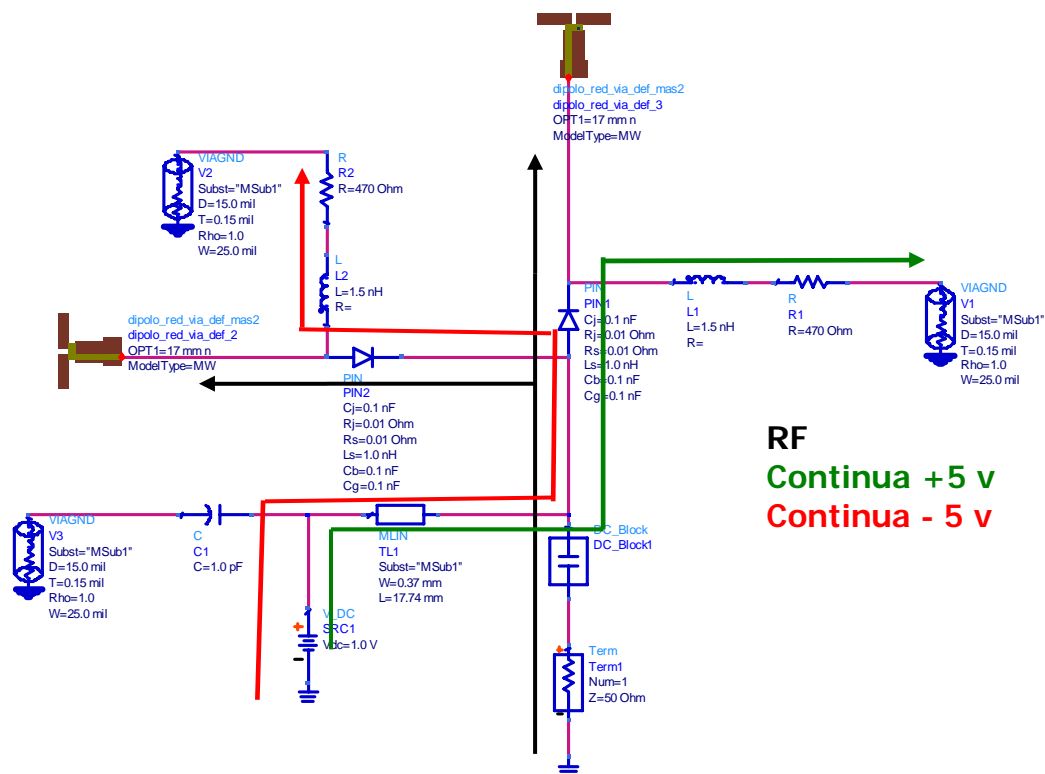 dipolo_red_via_def_mas2
dipolo_red_via_def_3
OPT1=17 mm n
ModelType=MW
VIAGND
V2
Subst="MSub1"
D=15.0 mil
T=0.15 mil
Rho=1.0
W=25.0 mil
R
R2
R=470 Ohm
L
L2
L=1.5 nH
R=
dipolo_red_via_def_mas2
dipolo_red_via_def_2
OPT1=17 mm n
ModelType=MW
PIN
PIN2
Cj=0.1 nF
Rj=0.01 Ohm
Rs=0.01 Ohm
Ls=1.0 nH
Cb=0.1 nF
Cg=0.1 nF
PIN
PIN1
Cj=0.1 nF
Rj=0.01 Ohm
Rs=0.01 Ohm
Ls=1.0 nH
Cb=0.1 nF
Cg=0.1 nF
L
L1
L=1.5 nH
R=
R
R1
R=470 Ohm
VIAGND
V1
Subst="MSub1"
D=15.0 mil
T=0.15 mil
Rho=1.0
W=25.0 mil
RF
Continua +5 v
Continua - 5 v
VIAGND
V3
Subst="MSub1"
D=15.0 mil
T=0.15 mil
Rho=1.0
W=25.0 mil
C
C1
C=1.0 pF
MLIN
TL1
Subst="MSub1"
W=0.37 mm
L=17.74 mm
DC_Block
DC_Block1
V_DC
SRC1
Vdc=1.0 V
Term
Term1
Num=1
Z=50 Ohm